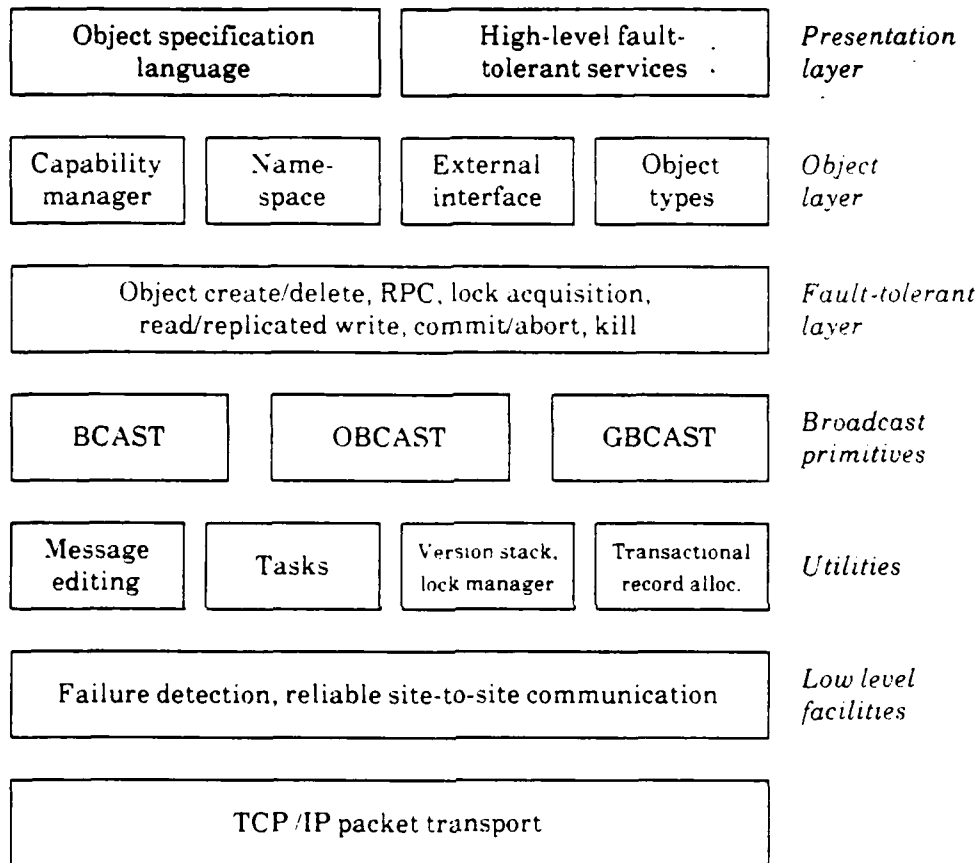 Object specification
language
High-level fault-
tolerant services
Presentation
layer
Capability
manager
Name-
space
External
interface
Object
types
Object
layer
Object create/delete, RPC, lock acquisition,
read/replicated write, commit/abort, kill
Fault-tolerant
layer
BCAST
OBCAST
GBCAST
Broadcast
primitives
Message
editing
Tasks
Version stack,
lock manager
Transactional
record alloc.
Utilities
Failure detection, reliable site-to-site communication
Low level
facilities
TCP/IP packet transport